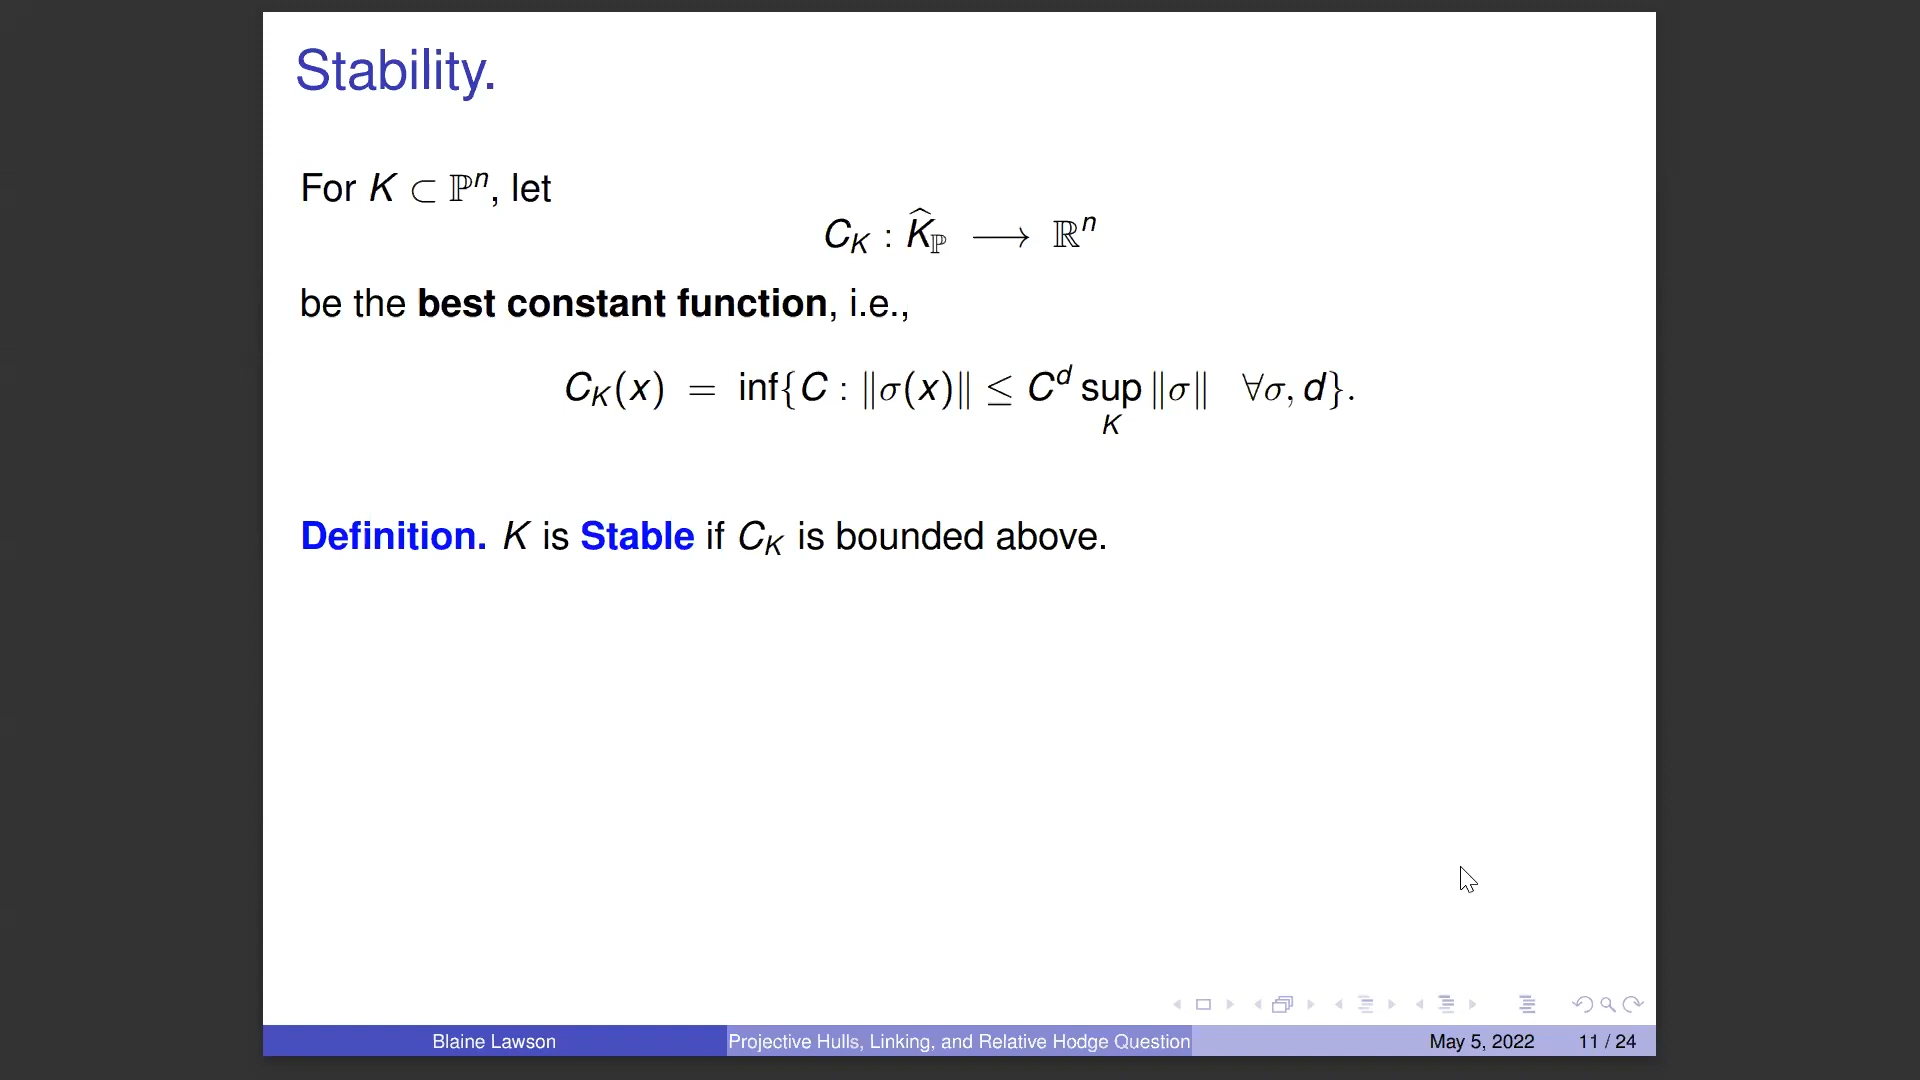 Stability.
For K ⊂ ℙⁿ, let
C_K : K̂_ℙ ⟶ ℝⁿ
be the best constant function, i.e.,
C_K(x) = inf{C : ‖σ(x)‖ ≤ C^d sup_K ‖σ‖ ∀σ, d}.
Definition. K is Stable if C_K is bounded above.
Blaine Lawson Projective Hulls, Linking, and Relative Hodge Question May 5, 2022 11 / 24